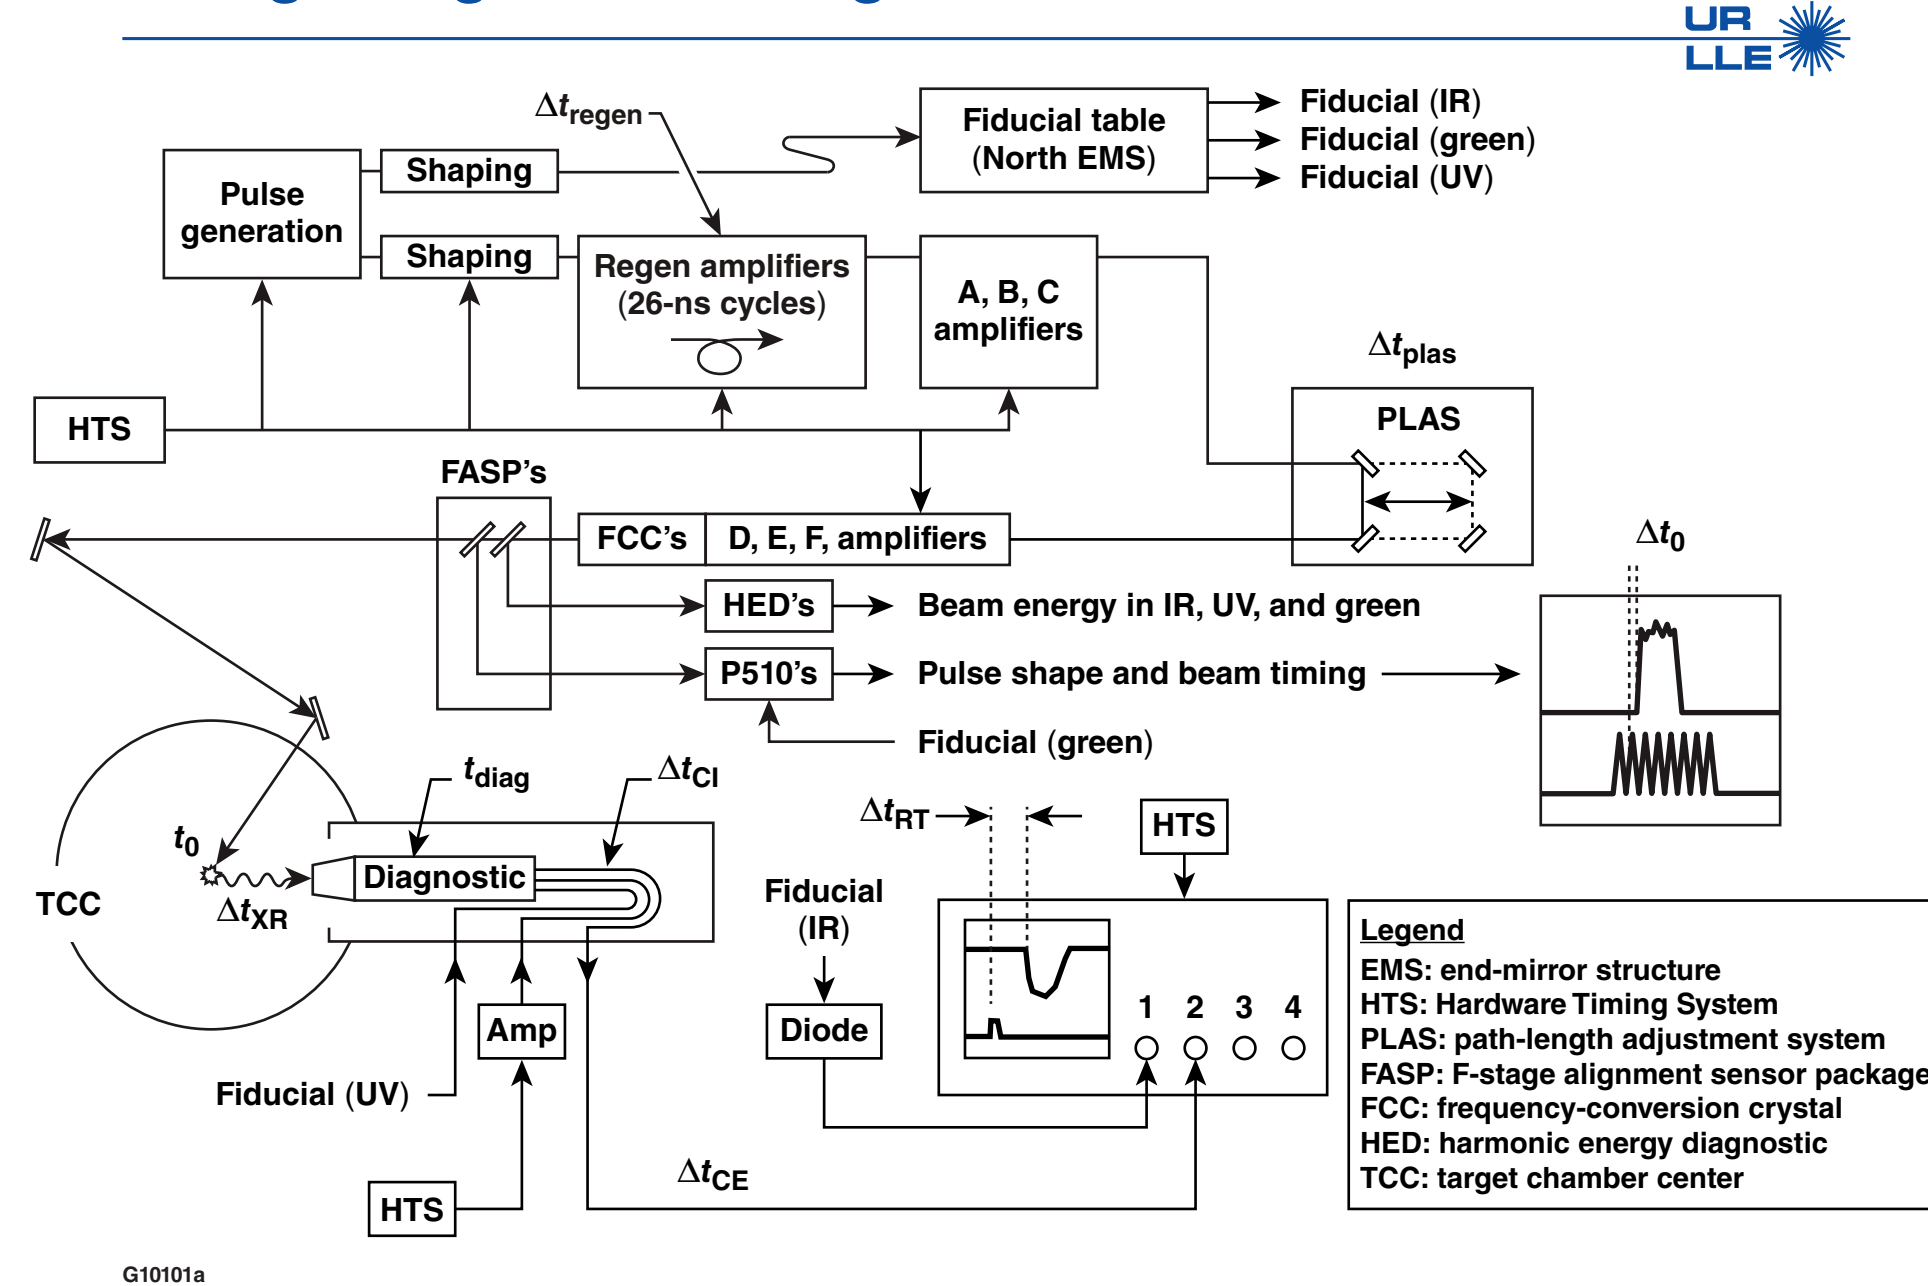 UR
LLE
Δt regen
Fiducial table
(North EMS)
Fiducial (IR)
Fiducial (green)
Fiducial (UV)
Pulse
generation
Shaping
Shaping
Regen amplifiers
(26-ns cycles)
A, B, C
amplifiers
Δt plas
PLAS
HTS
FASP's
FCC's
D, E, F, amplifiers
HED's
Beam energy in IR, UV, and green
P510's
Pulse shape and beam timing
Fiducial (green)
Δt0
tdiag
ΔtCI
t0
TCC
ΔtXR
Diagnostic
Amp
Fiducial (UV)
HTS
ΔtCE
ΔtRT
HTS
Fiducial
(IR)
Diode
1 2 3 4
Legend
EMS: end-mirror structure
HTS: Hardware Timing System
PLAS: path-length adjustment system
FASP: F-stage alignment sensor package
FCC: frequency-conversion crystal
HED: harmonic energy diagnostic
TCC: target chamber center
G10101a